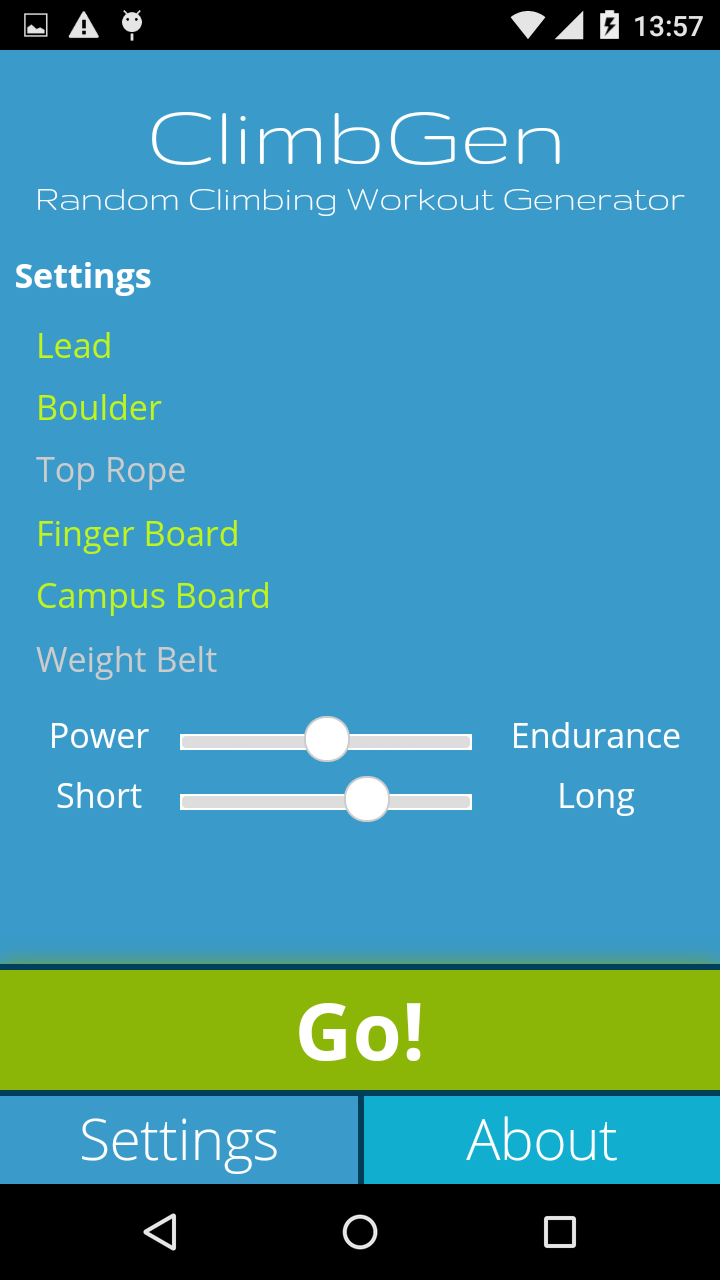 13:57
ClimbGen
Random Climbing Workout Generator
Settings
Lead
Boulder
Top Rope
Finger Board
Campus Board
Weight Belt
Power Endurance
Short Long
Go!
Settings About